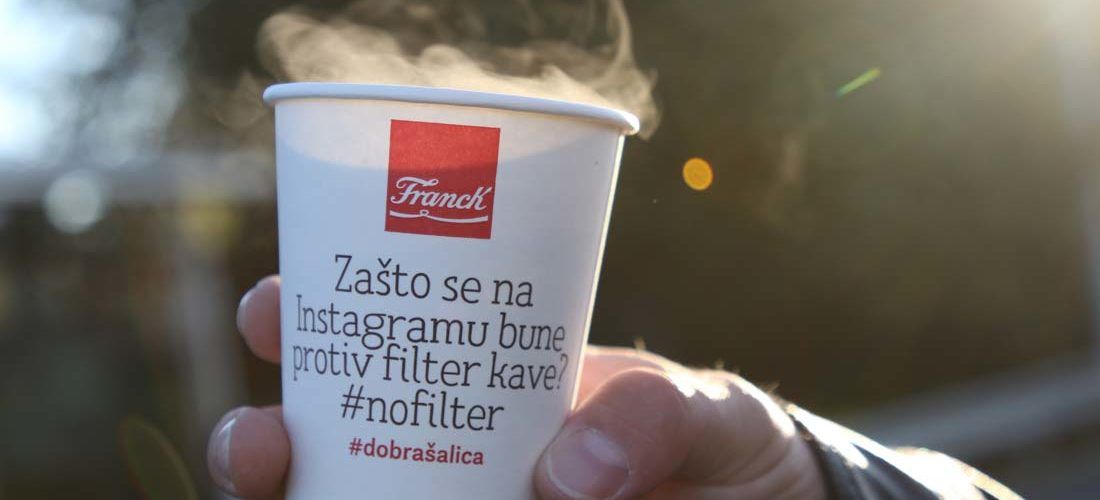 Franck
Zašto se na
Instagramu bune
protiv filter kave?
#nofilter
#dobrašalica